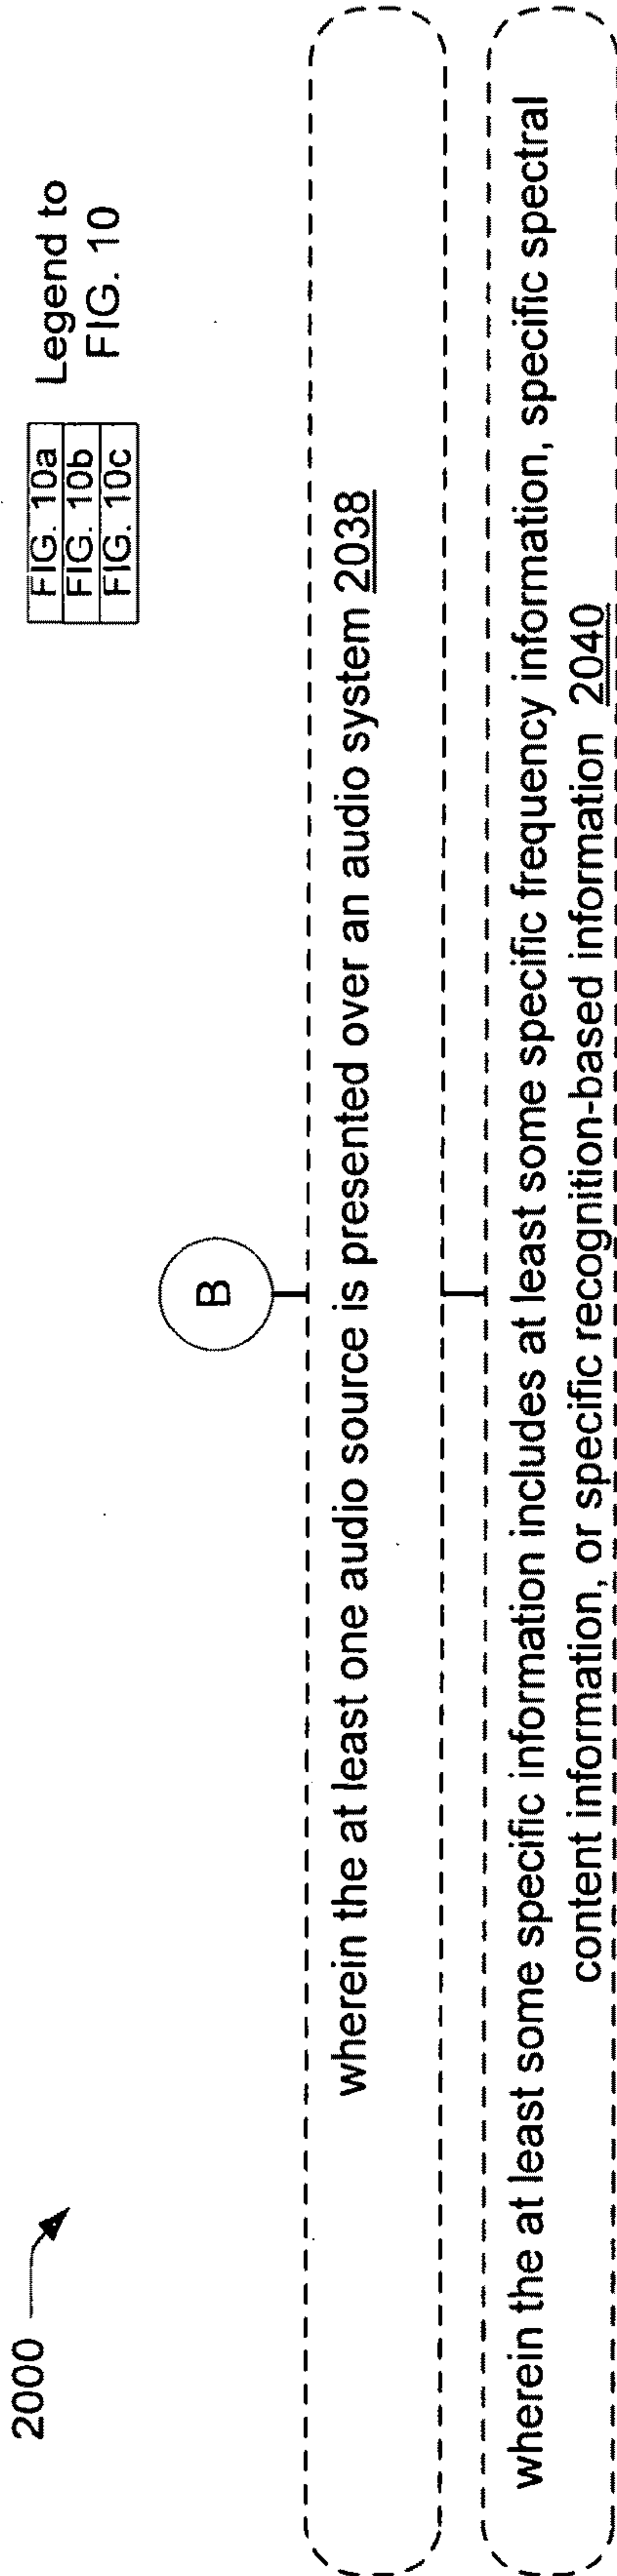 2000
FIG. 10a
FIG. 10b
FIG. 10c
Legend to
FIG. 10
B
wherein the at least one audio source is presented over an audio system 2038
wherein the at least some specific information includes at least some specific frequency information, specific spectral
content information, or specific recognition-based information 2040